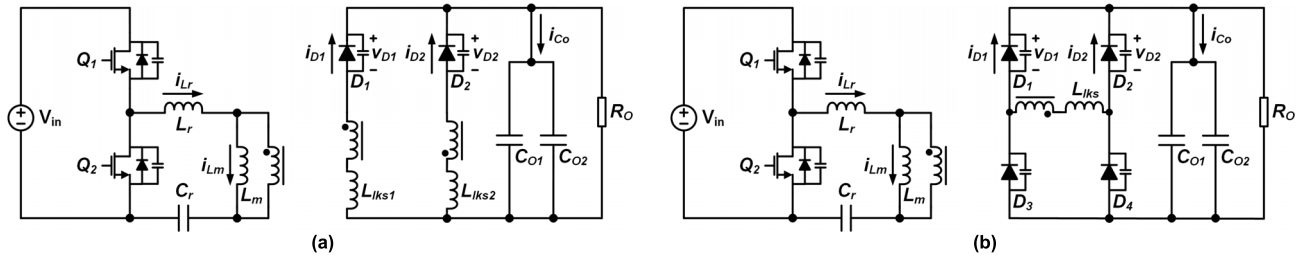 Q1
Q2
Vin
iLr
Lr
iLm
Lm
Cr
iD1
+
vD1
−
D1
iD2
+
vD2
−
D2
Llks1
Llks2
iCo
CO1
CO2
RO
(a)
Q1
Q2
Vin
iLr
Lr
iLm
Lm
Cr
iD1
+
vD1
−
D1
iD2
+
vD2
−
D2
Llks
D3
D4
iCo
CO1
CO2
RO
(b)